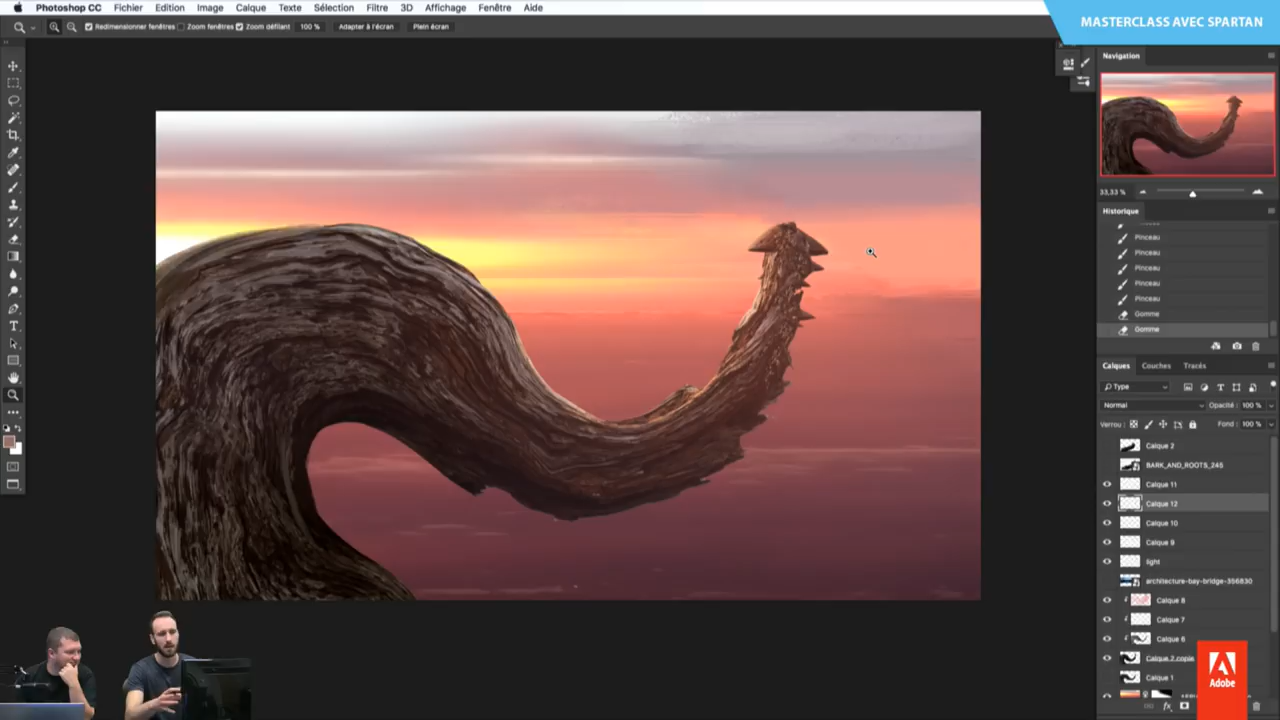 Photoshop CC Fichier Edition Image Calque Texte Sélection Filtre 3D Affichage Fenêtre Aide
MASTERCLASS AVEC SPARTAN
Redimensionner fenêtres Zoom fenêtres Zoom défilant 100 % Adapter à l'écran Plein écran
Navigation
33,33 %
Historique
Pinceau
Pinceau
Pinceau
Pinceau
Pinceau
Gomme
Gomme
Calques Couches Tracés
Type
Normal Opacité : 100 %
Verrou : Fond : 100 %
Calque 2
BARK_AND_ROOTS_245
Calque 11
Calque 12
Calque 10
Calque 9
light
architecture-bay-bridge-356830
Calque 8
Calque 7
Calque 6
Calque 2 copie
Calque 1
Adobe